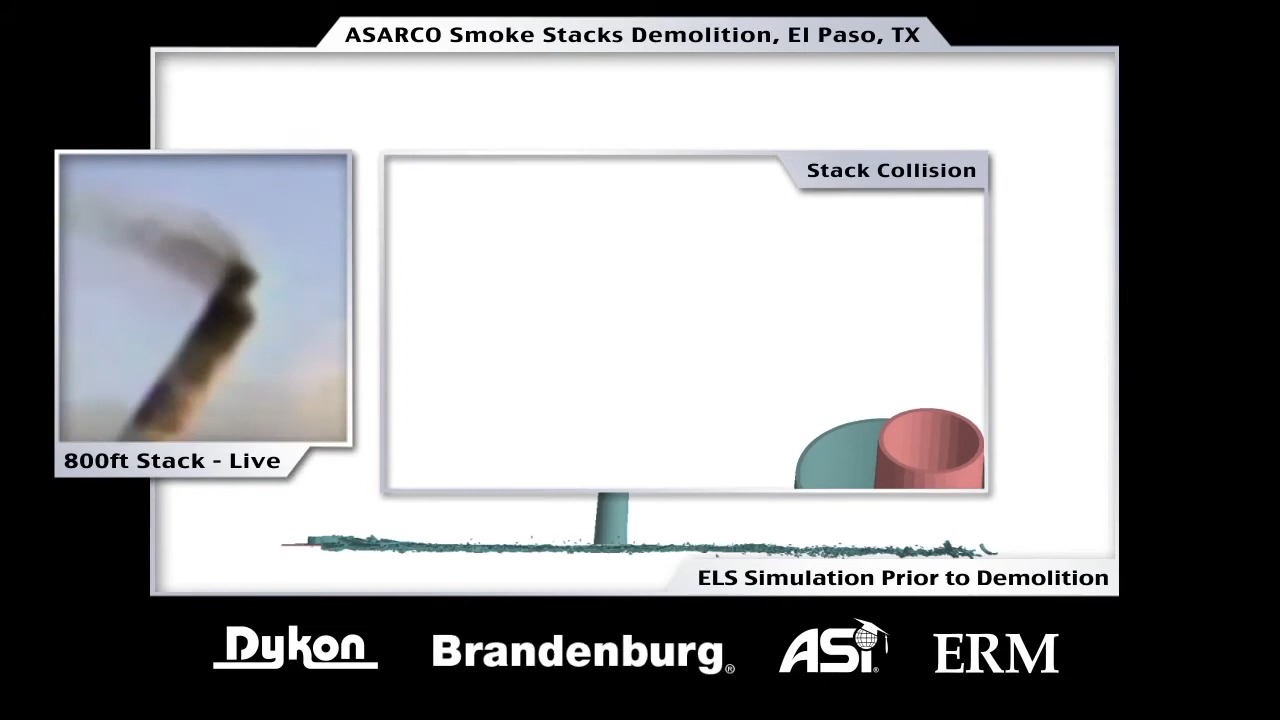 ASARCO Smoke Stacks Demolition, El Paso, TX
Stack Collision
800ft Stack - Live
ELS Simulation Prior to Demolition
Dykon Brandenburg® ASi® ERM